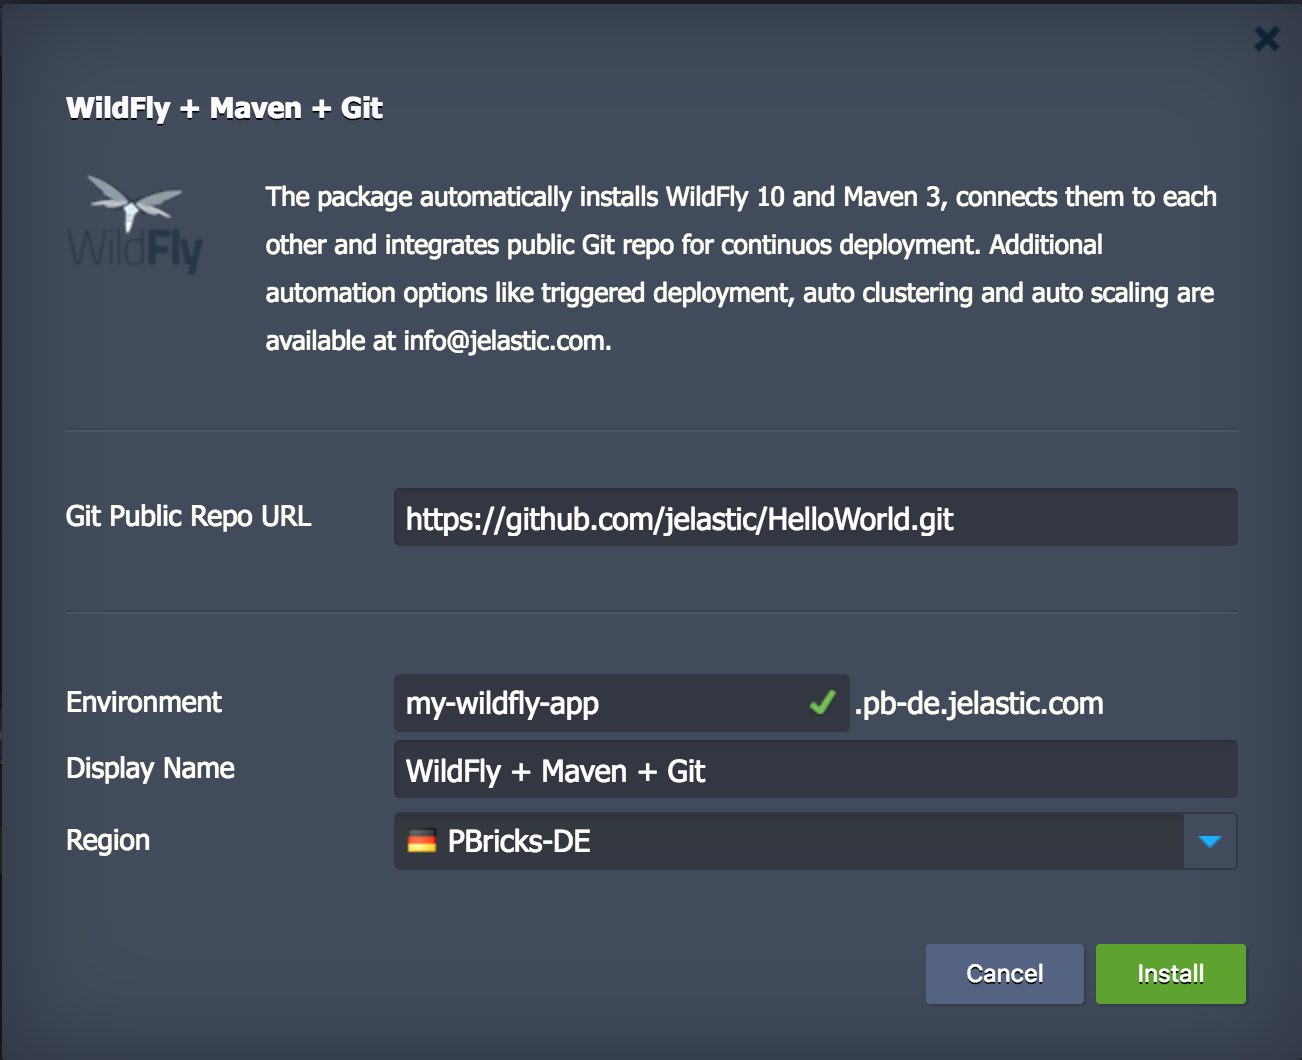 WildFly + Maven + Git
WildFly
The package automatically installs WildFly 10 and Maven 3, connects them to each
other and integrates public Git repo for continuos deployment. Additional
automation options like triggered deployment, auto clustering and auto scaling are
available at info@jelastic.com.
Git Public Repo URL https://github.com/jelastic/HelloWorld.git
Environment my-wildfly-app .pb-de.jelastic.com
Display Name WildFly + Maven + Git
Region PBricks-DE
Cancel Install